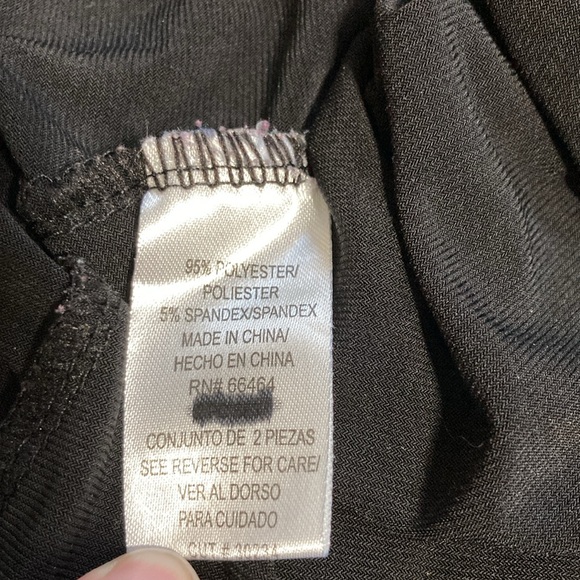 95% POLYESTER/
POLIESTER
5% SPANDEX/SPANDEX
MADE IN CHINA/
HECHO EN CHINA
RN# 66464
CONJUNTO DE 2 PIEZAS
SEE REVERSE FOR CARE/
VER AL DORSO
PARA CUIDADO
CUT #